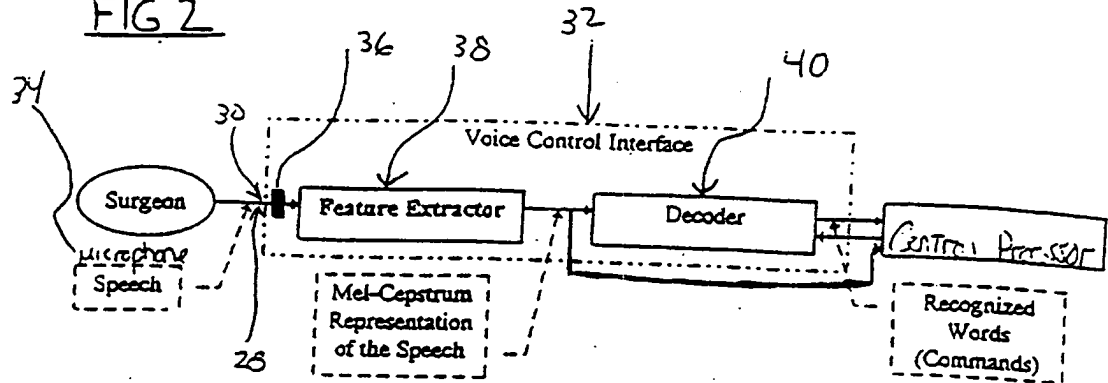 FIG 2
32
36
38
40
34
30
Voice Control Interface
Surgeon
Feature Extractor
Decoder
Microphone
Speech
Central Processor
28
Mel-Cepstrum
Representation
of the Speech
Recognized
Words
(Commands)